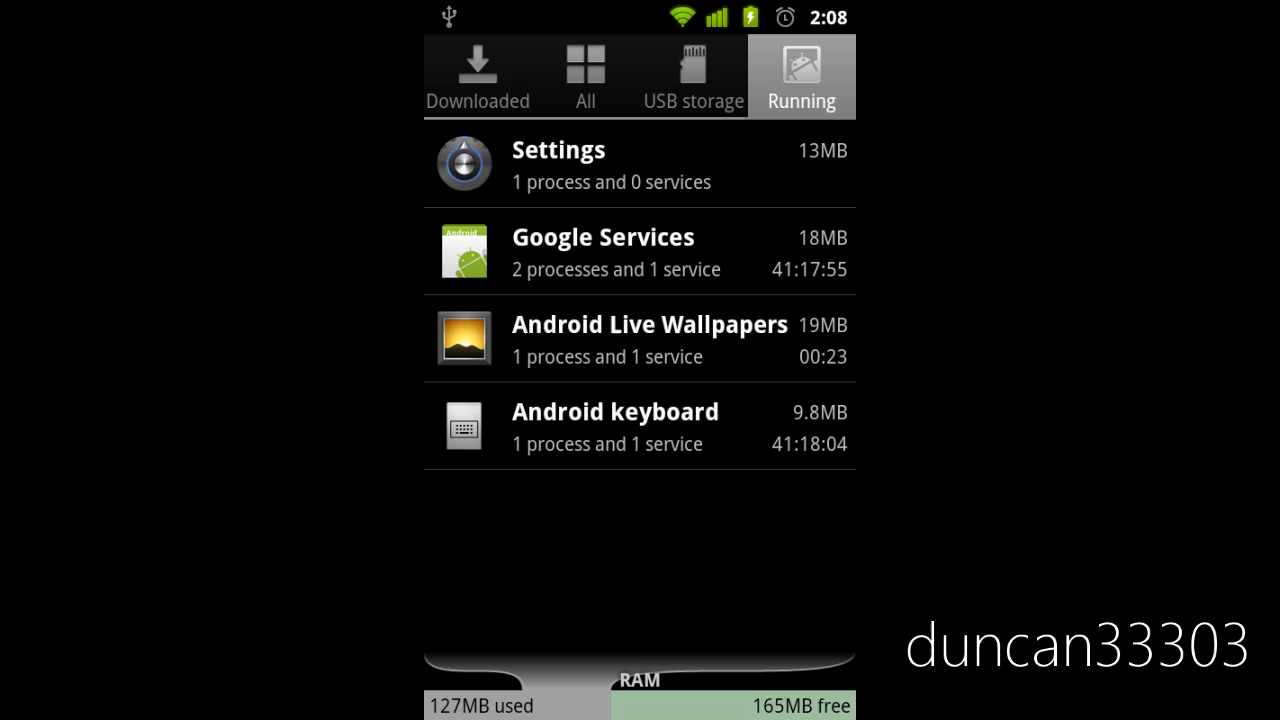 2:08
Downloaded All USB storage Running
Settings 13MB
1 process and 0 services
Android
Google Services 18MB
2 processes and 1 service 41:17:55
Android Live Wallpapers 19MB
1 process and 1 service 00:23
Android keyboard 9.8MB
1 process and 1 service 41:18:04
duncan33303
RAM
127MB used 165MB free